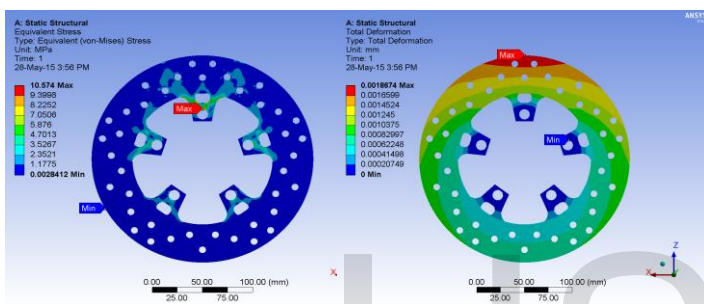 A: Static Structural
Equivalent Stress
Type: Equivalent (von-Mises) Stress
Unit: MPa
Time: 1
28-May-15 3:56 PM
10.574 Max
9.3998
8.2252
7.0506
5.876
4.7013
3.5267
2.3521
1.1775
0.0028412 Min
Max
Min
0.00 50.00 100.00 (mm)
25.00 75.00
X
A: Static Structural
Total Deformation
Type: Total Deformation
Unit: mm
Time: 1
28-May-15 3:56 PM
0.0018674 Max
0.0016599
0.0014524
0.001245
0.0010375
0.00082997
0.00062248
0.00041498
0.00020749
0 Min
Max
Min
ANSY
0.00 50.00 100.00 (mm)
25.00 75.00
Z
X
Y